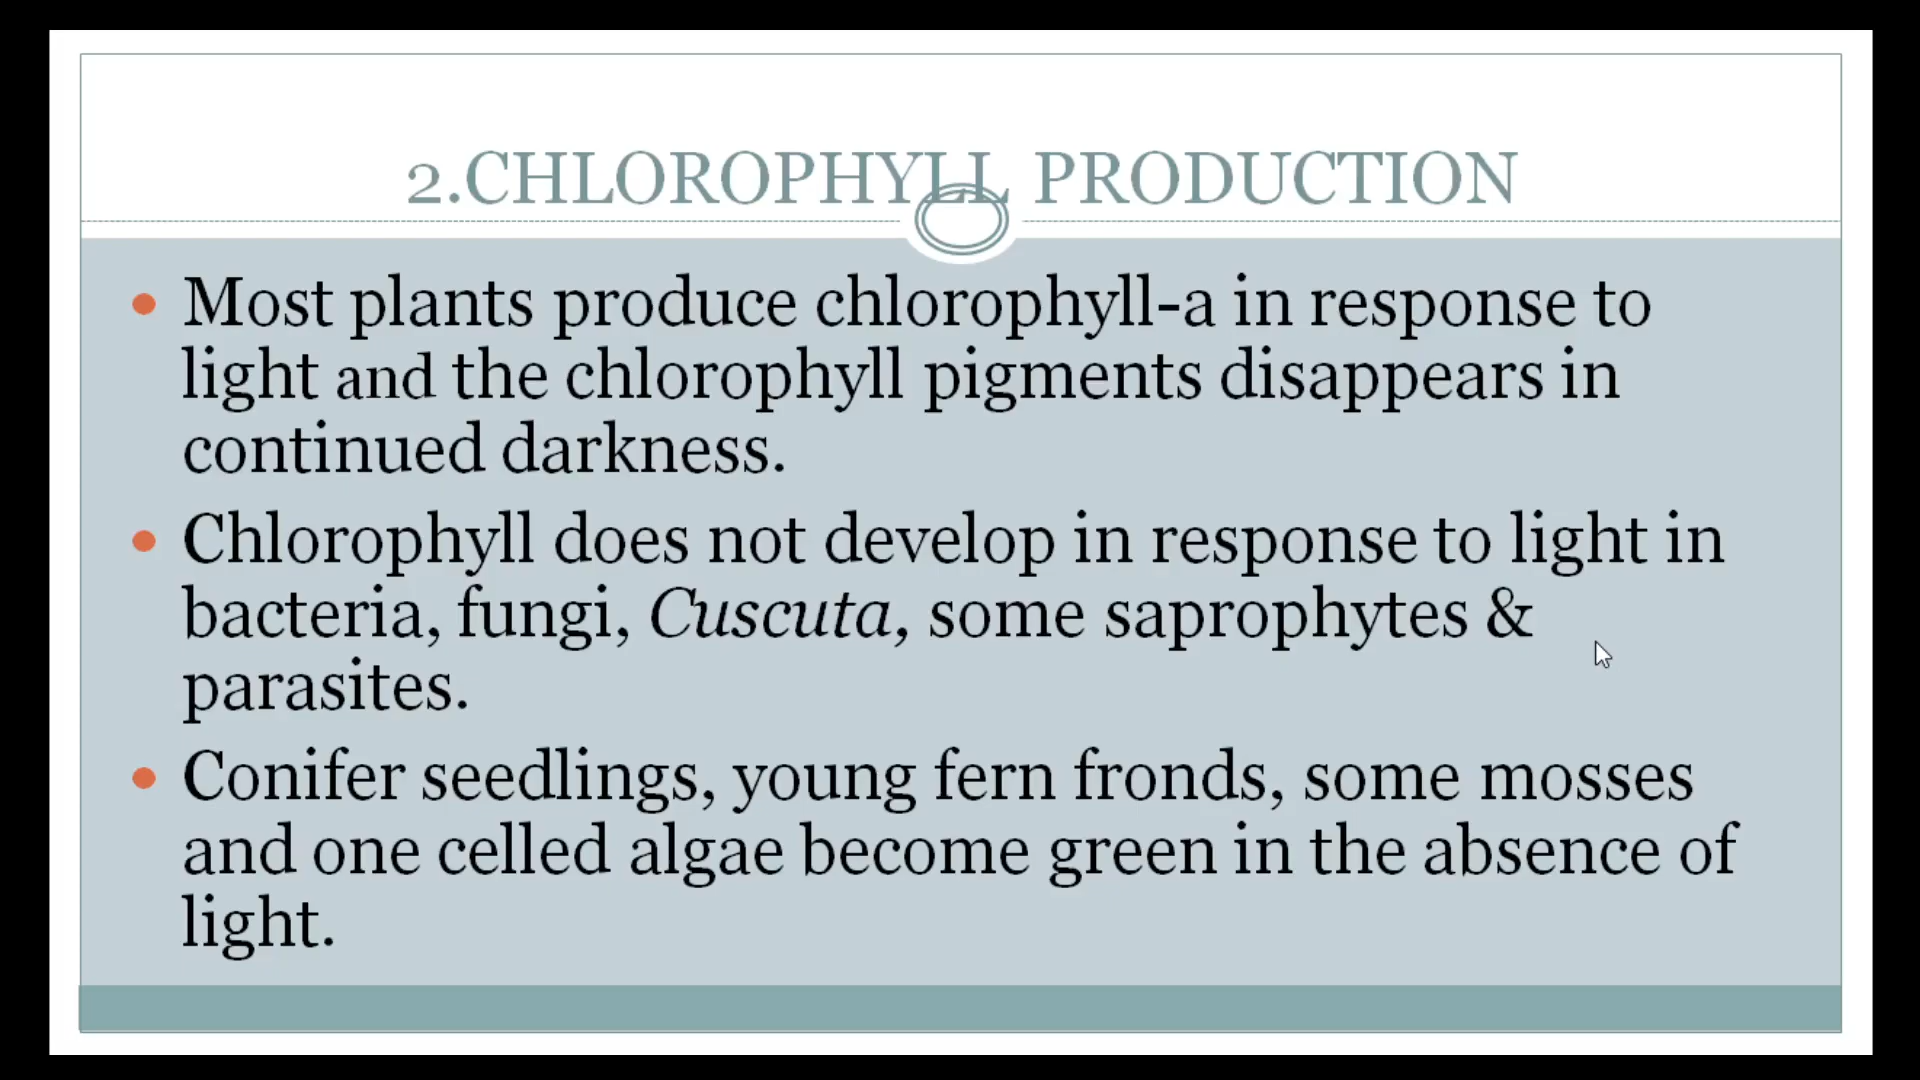 2.CHLOROPHYLL PRODUCTION
Most plants produce chlorophyll-a in response to
light and the chlorophyll pigments disappears in
continued darkness.
Chlorophyll does not develop in response to light in
bacteria, fungi, Cuscuta, some saprophytes &
parasites.
Conifer seedlings, young fern fronds, some mosses
and one celled algae become green in the absence of
light.